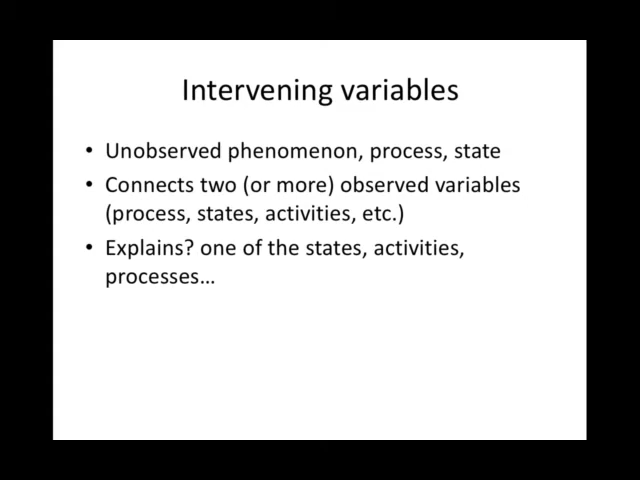 Intervening variables
• Unobserved phenomenon, process, state
• Connects two (or more) observed variables
(process, states, activities, etc.)
• Explains? one of the states, activities,
processes…